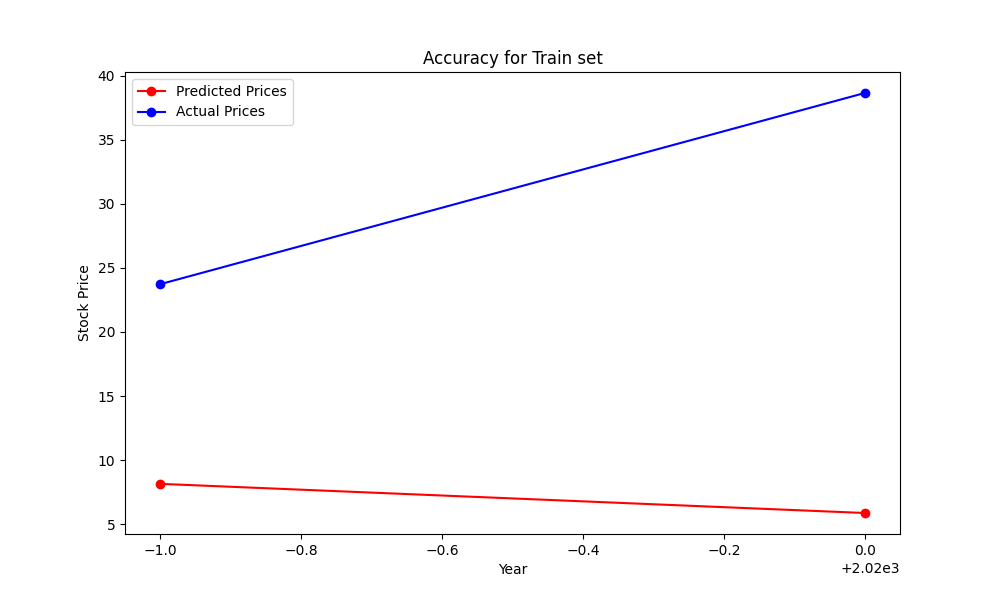 Accuracy for Train set
Predicted Prices
Actual Prices
Stock Price
40
35
30
25
20
15
10
5
−1.0
−0.8
−0.6
−0.4
−0.2
0.0
+2.02e3
Year